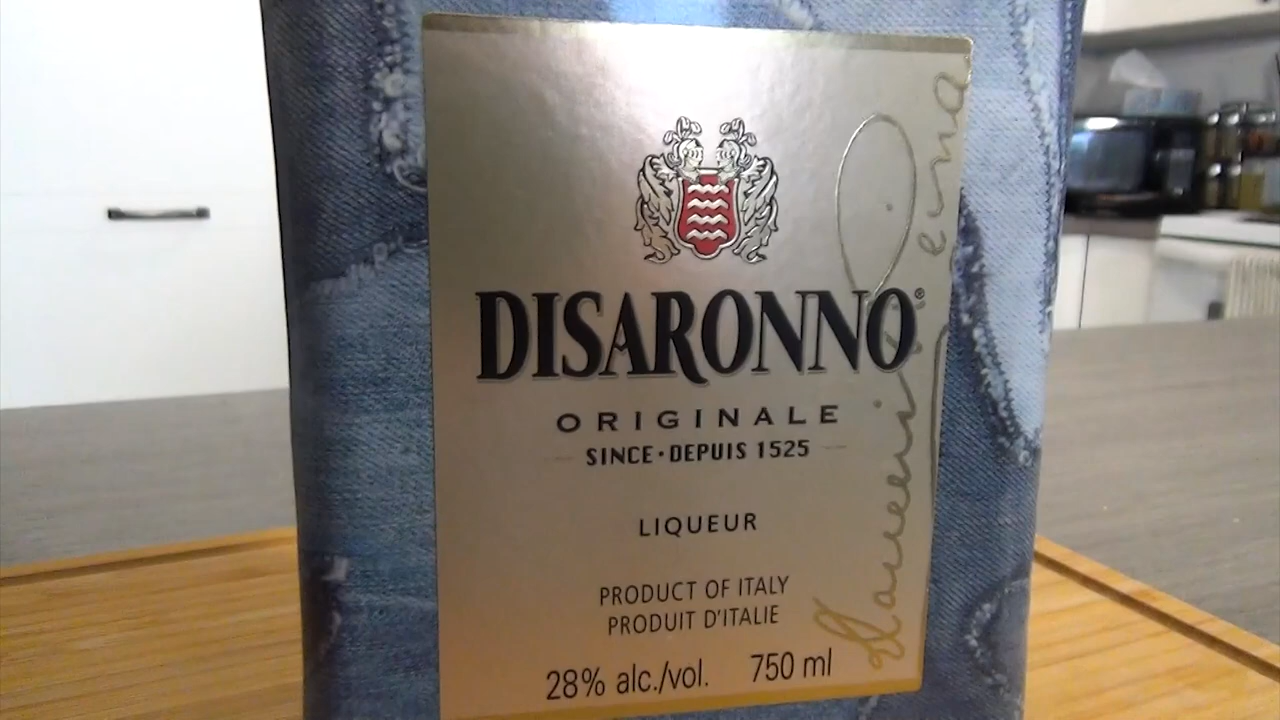 DISARONNO®
ORIGINALE
SINCE·DEPUIS 1525
LIQUEUR
PRODUCT OF ITALY
PRODUIT D'ITALIE
28% alc./vol. 750 ml